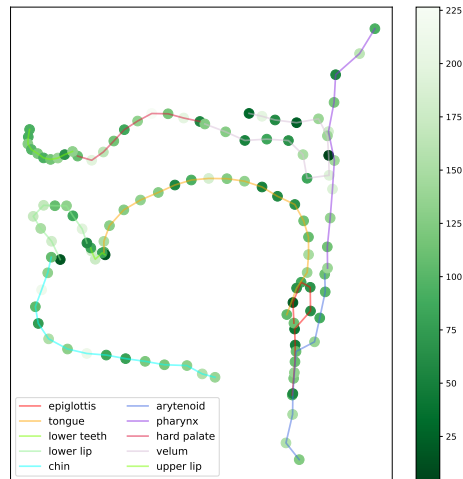 225
200
175
150
125
100
75
50
25
epiglottis
tongue
lower teeth
lower lip
chin
arytenoid
pharynx
hard palate
velum
upper lip